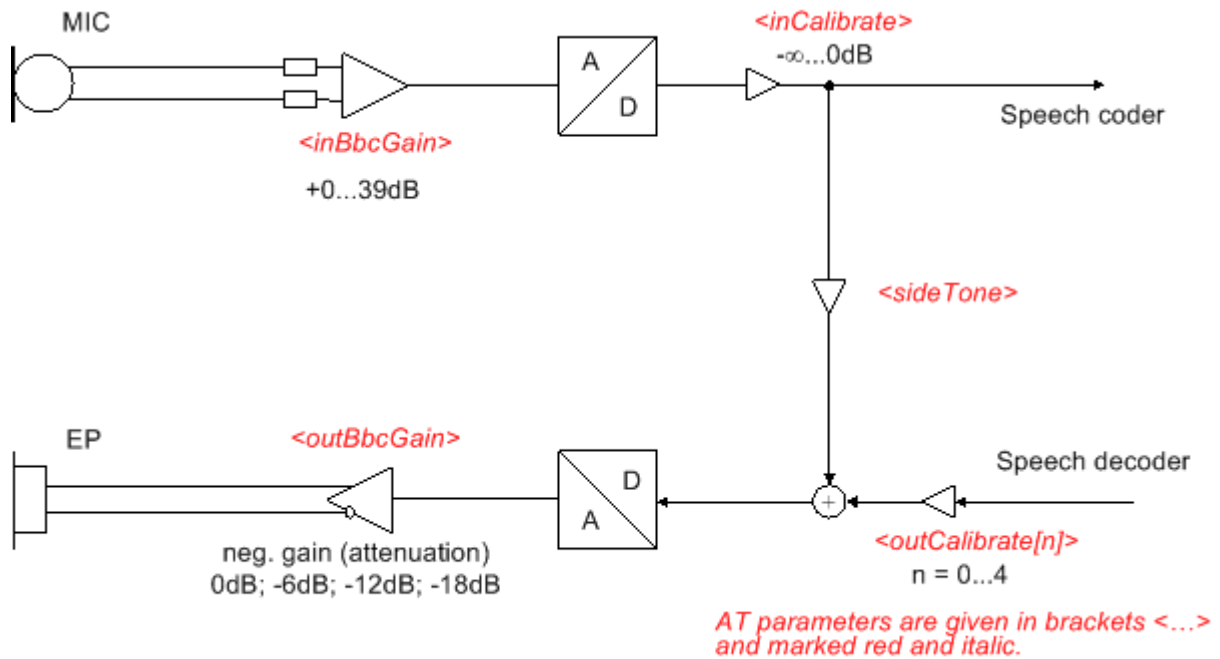 MIC
<inCalibrate>
-∞...0dB
A
D
Speech coder
<inBbcGain>
+0...39dB
<sideTone>
EP
<outBbcGain>
Speech decoder
D
A
+
<outCalibrate[n]>
n = 0...4
neg. gain (attenuation)
0dB; -6dB; -12dB; -18dB
AT parameters are given in brackets <...>
and marked red and italic.